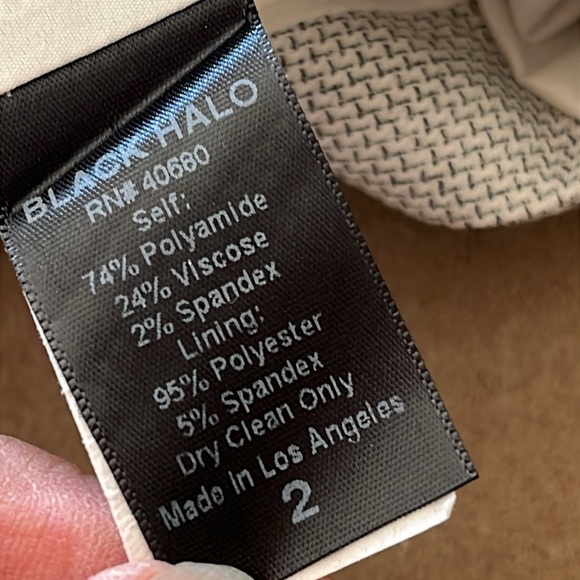 BLACK HALO
RN# 40680
Self:
74% Polyamide
24% Viscose
2% Spandex
Lining:
95% Polyester
5% Spandex
Dry Clean Only
Made In Los Angeles
2